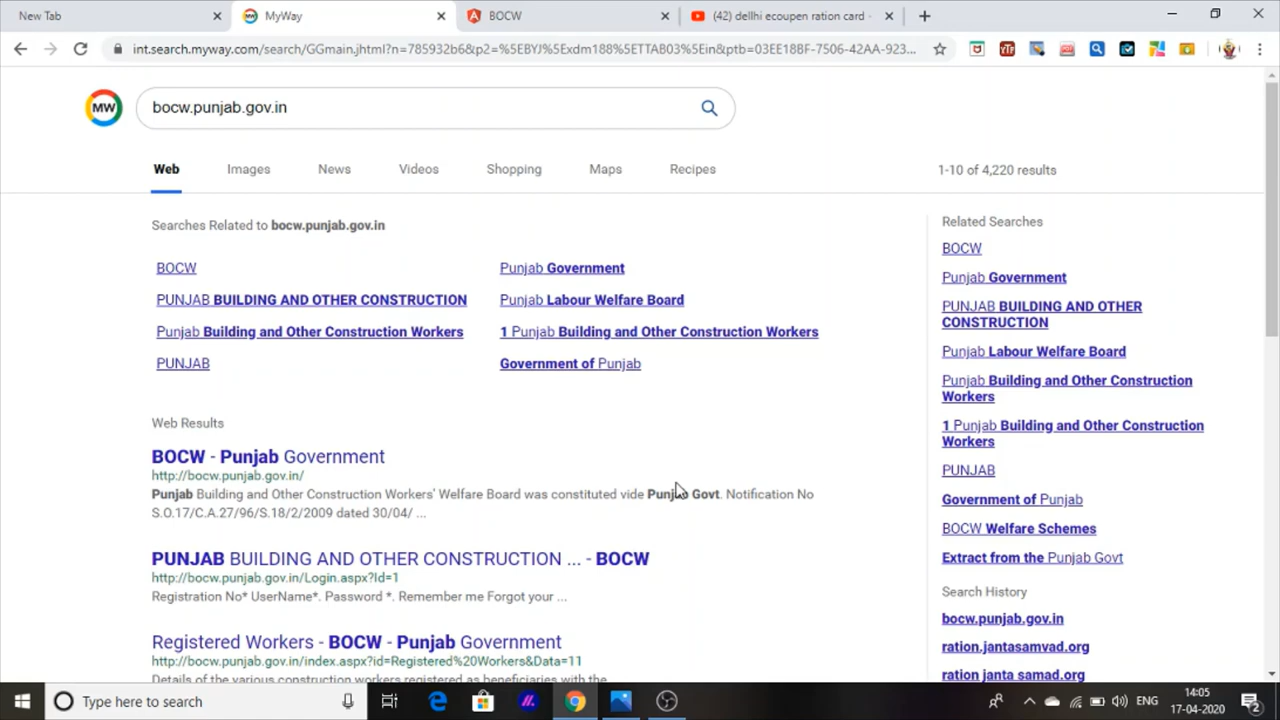 New Tab
MyWay
BOCW
(42) dellhi ecoupen ration card -
int.search.myway.com/search/GGmain.jhtml?n=785932b6&p2=%5EBYJ%5Exdm188%5ETTAB03%5Ein&ptb=03EE18BF-7506-42AA-923...
MW
bocw.punjab.gov.in
Web
Images
News
Videos
Shopping
Maps
Recipes
1-10 of 4,220 results
Searches Related to bocw.punjab.gov.in
BOCW
Punjab Government
PUNJAB BUILDING AND OTHER CONSTRUCTION
Punjab Labour Welfare Board
Punjab Building and Other Construction Workers
1 Punjab Building and Other Construction Workers
PUNJAB
Government of Punjab
Web Results
BOCW - Punjab Government
http://bocw.punjab.gov.in/
Punjab Building and Other Construction Workers' Welfare Board was constituted vide Punjab Govt. Notification No
S.O.17/C.A.27/96/S.18/2/2009 dated 30/04/ ...
PUNJAB BUILDING AND OTHER CONSTRUCTION ... - BOCW
http://bocw.punjab.gov.in/Login.aspx?Id=1
Registration No* UserName*. Password *. Remember me Forgot your ...
Registered Workers - BOCW - Punjab Government
http://bocw.punjab.gov.in/index.aspx?id=Registered%20Workers&Data=11
Details of the various construction workers registered as beneficiaries with the
Related Searches
BOCW
Punjab Government
PUNJAB BUILDING AND OTHER
CONSTRUCTION
Punjab Labour Welfare Board
Punjab Building and Other Construction
Workers
1 Punjab Building and Other Construction
Workers
PUNJAB
Government of Punjab
BOCW Welfare Schemes
Extract from the Punjab Govt
Search History
bocw.punjab.gov.in
ration.jantasamvad.org
ration janta samad.org
Type here to search
ENG
14:05
17-04-2020
2